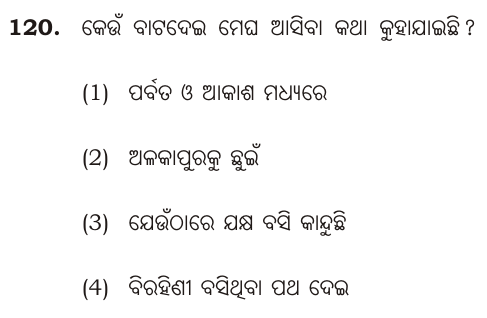 120. କେଉଁ ବାଟଦେଇ ମେଘ ଆସିବା କଥା କୁହାଯାଇଛି ?
(1) ପର୍ବତ ଓ ଆକାଶ ମଧ୍ୟରେ
(2) ଅଳକାପୁରକୁ ଛୁଇଁ
(3) ଯେଉଁଠାରେ ଯକ୍ଷ ବସି କାନ୍ଦୁଛି
(4) ବିରହିଣୀ ବସିଥିବା ପଥ ଦେଇ